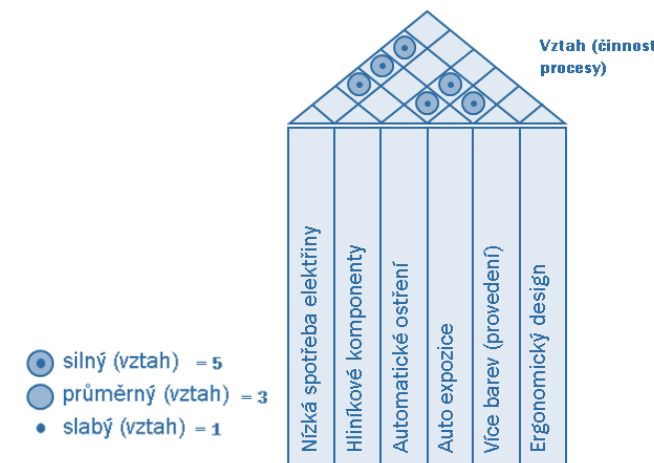 Vztah (činnost
procesy)
Nízká spotřeba elektřiny
Hliníkové komponenty
Automatické ostření
Auto expozice
Více barev (provedení)
Ergonomický design
silný (vztah) = 5
průměrný (vztah) = 3
slabý (vztah) = 1